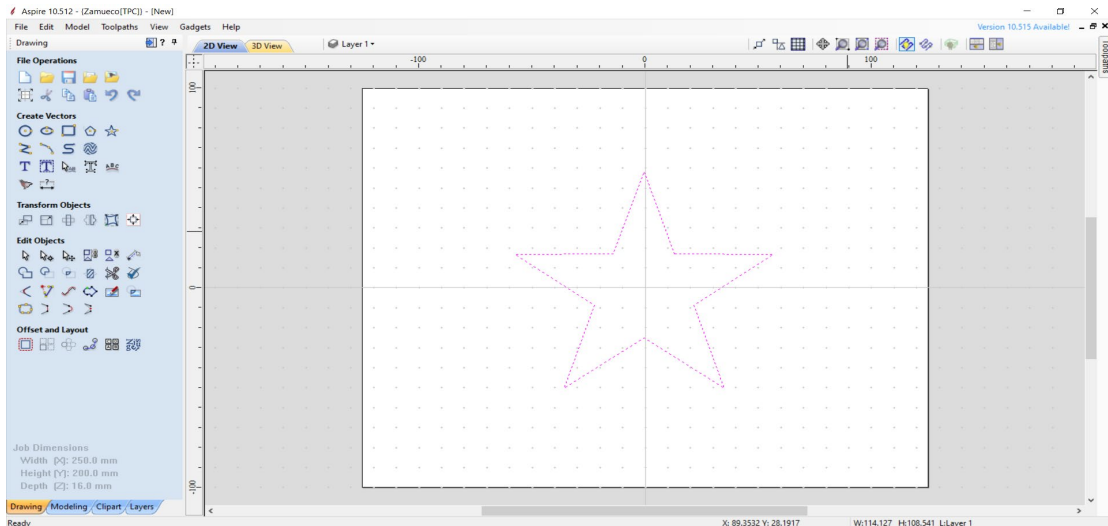 Aspire 10.512 - {Zamueco[TPC]} - [New]
File Edit Model Toolpaths View Gadgets Help
Version 10.515 Available!
Drawing
2D View 3D View
Layer 1
Toolpaths
File Operations
Create Vectors
Transform Objects
Edit Objects
Offset and Layout
-100 0 100
100
0
-100
Job Dimensions
Width (X): 250.0 mm
Height (Y): 200.0 mm
Depth (Z): 16.0 mm
Drawing Modeling Clipart Layers
Ready
X: 89.3532 Y: 28.1917
W:114.127 H:108.541 L:Layer 1